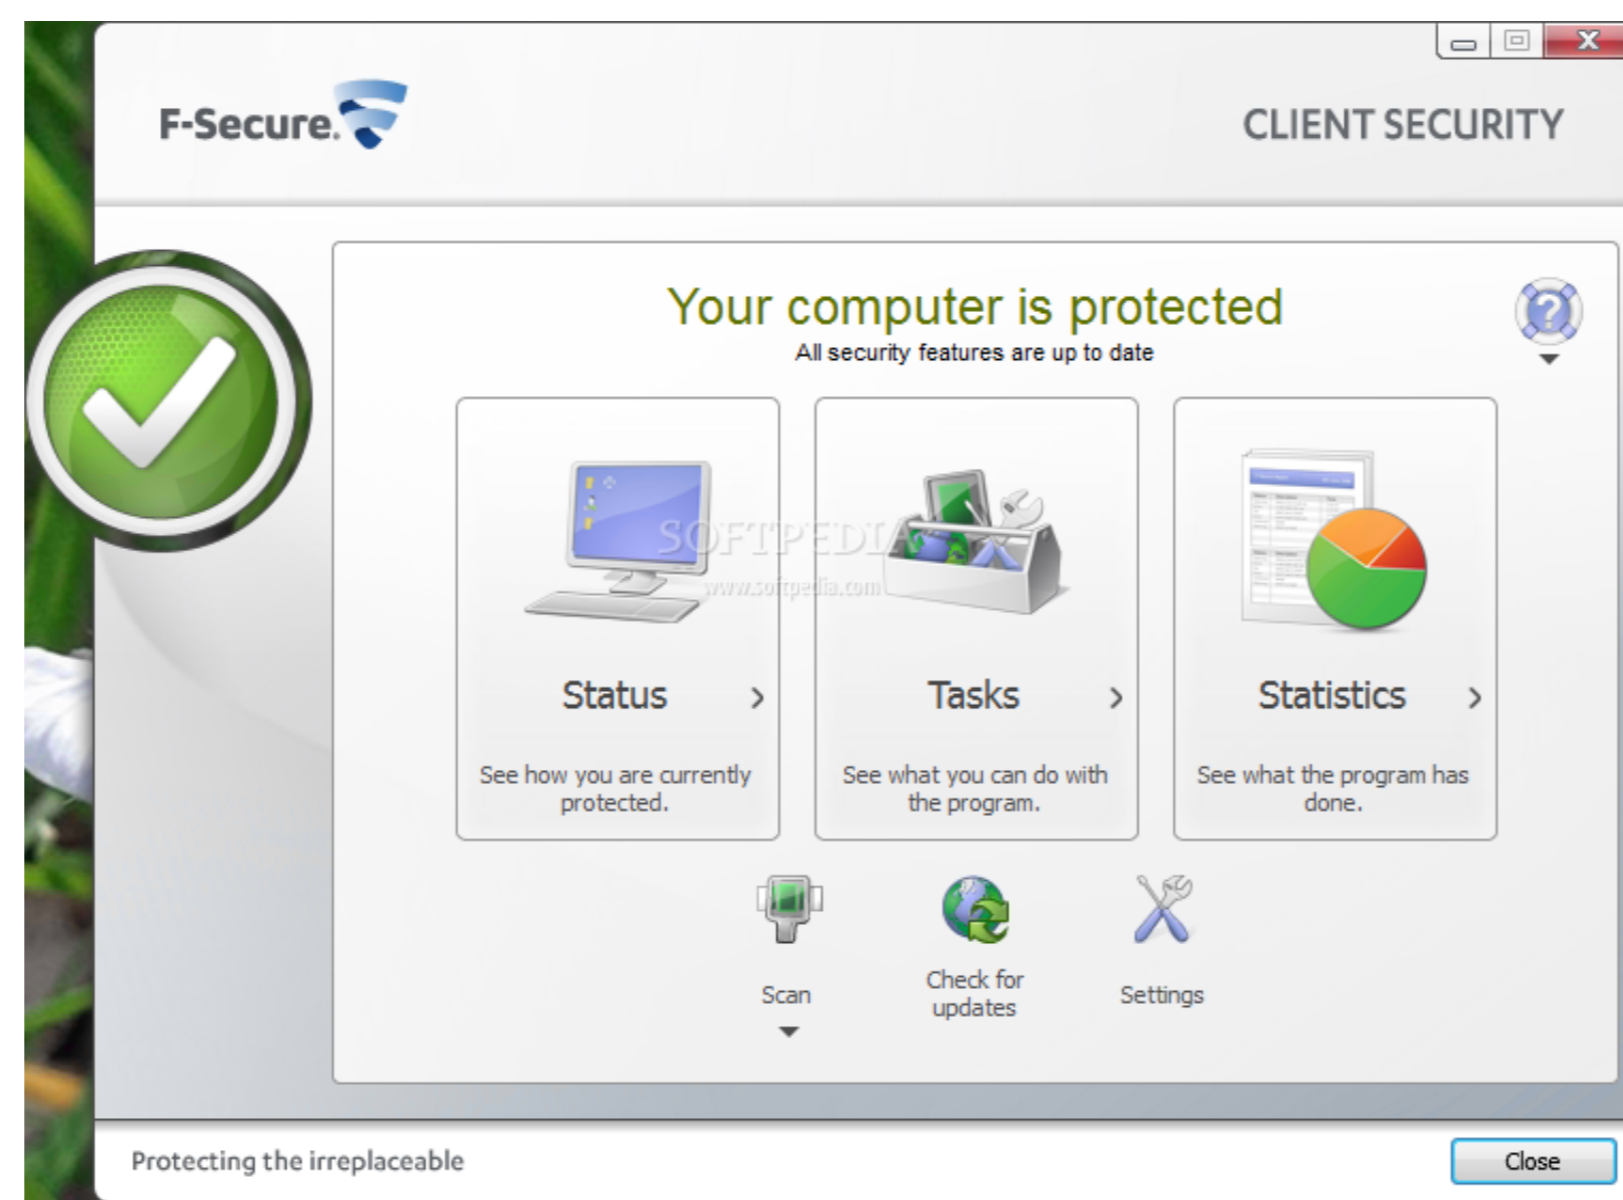 F-Secure.
CLIENT SECURITY
Your computer is protected
All security features are up to date
SOFTPEDIA
www.softpedia.com
Status
Tasks
Statistics
See how you are currently
protected.
See what you can do with
the program.
See what the program has
done.
Scan
Check for
updates
Settings
Protecting the irreplaceable
Close